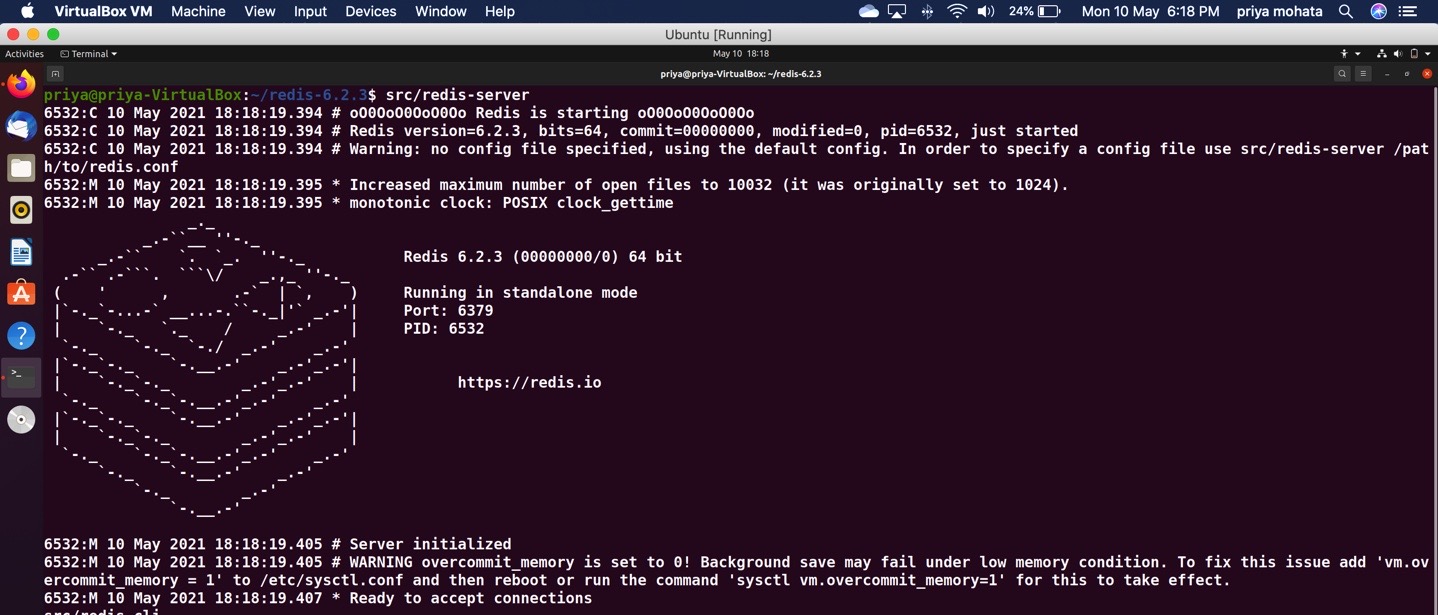 VirtualBox VM Machine View Input Devices Window Help 24% Mon 10 May 6:18 PM priya mohata
Ubuntu [Running]
Activities Terminal May 10 18:18
priya@priya-VirtualBox: ~/redis-6.2.3
priya@priya-VirtualBox:~/redis-6.2.3$ src/redis-server
6532:C 10 May 2021 18:18:19.394 # oO0OoO0OoO0Oo Redis is starting oO0OoO0OoO0Oo
6532:C 10 May 2021 18:18:19.394 # Redis version=6.2.3, bits=64, commit=00000000, modified=0, pid=6532, just started
6532:C 10 May 2021 18:18:19.394 # Warning: no config file specified, using the default config. In order to specify a config file use src/redis-server /pat
h/to/redis.conf
6532:M 10 May 2021 18:18:19.395 * Increased maximum number of open files to 10032 (it was originally set to 1024).
6532:M 10 May 2021 18:18:19.395 * monotonic clock: POSIX clock_gettime
Redis 6.2.3 (00000000/0) 64 bit
Running in standalone mode
Port: 6379
PID: 6532
https://redis.io
6532:M 10 May 2021 18:18:19.405 # Server initialized
6532:M 10 May 2021 18:18:19.405 # WARNING overcommit_memory is set to 0! Background save may fail under low memory condition. To fix this issue add 'vm.ov
ercommit_memory = 1' to /etc/sysctl.conf and then reboot or run the command 'sysctl vm.overcommit_memory=1' for this to take effect.
6532:M 10 May 2021 18:18:19.407 * Ready to accept connections